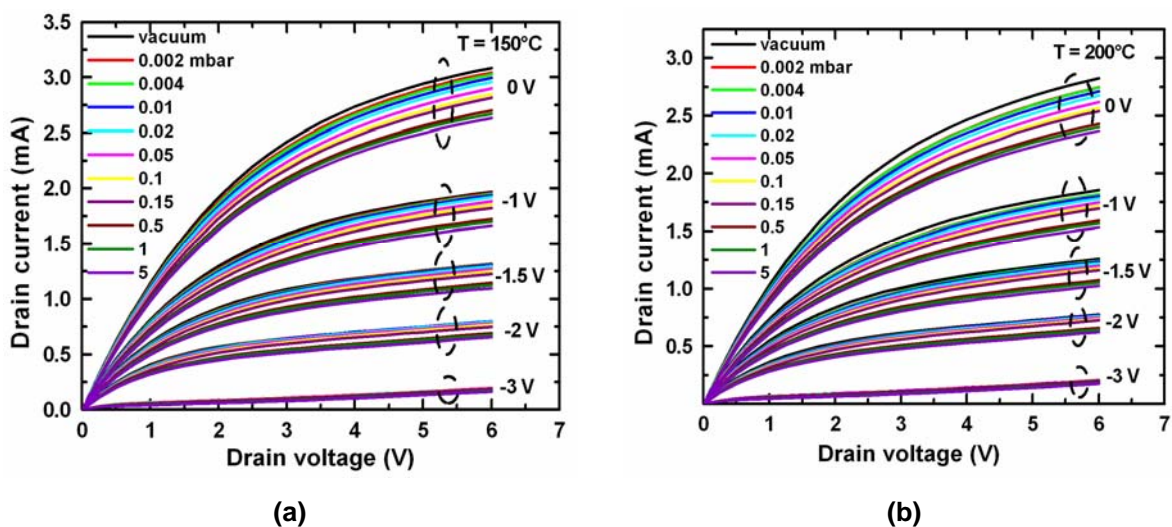 3.5
3.0
2.5
2.0
1.5
1.0
0.5
0.0
Drain current (mA)
vacuum
0.002 mbar
0.004
0.01
0.02
0.05
0.1
0.15
0.5
1
5
T = 150°C
0 V
-1 V
-1.5 V
-2 V
-3 V
0 1 2 3 4 5 6 7
Drain voltage (V)
(a)
3.0
2.5
2.0
1.5
1.0
0.5
Drain current (mA)
vacuum
0.002 mbar
0.004
0.01
0.02
0.05
0.1
0.15
0.5
1
5
T = 200°C
0 V
-1 V
-1.5 V
-2 V
-3 V
0 1 2 3 4 5 6 7
Drain voltage (V)
(b)